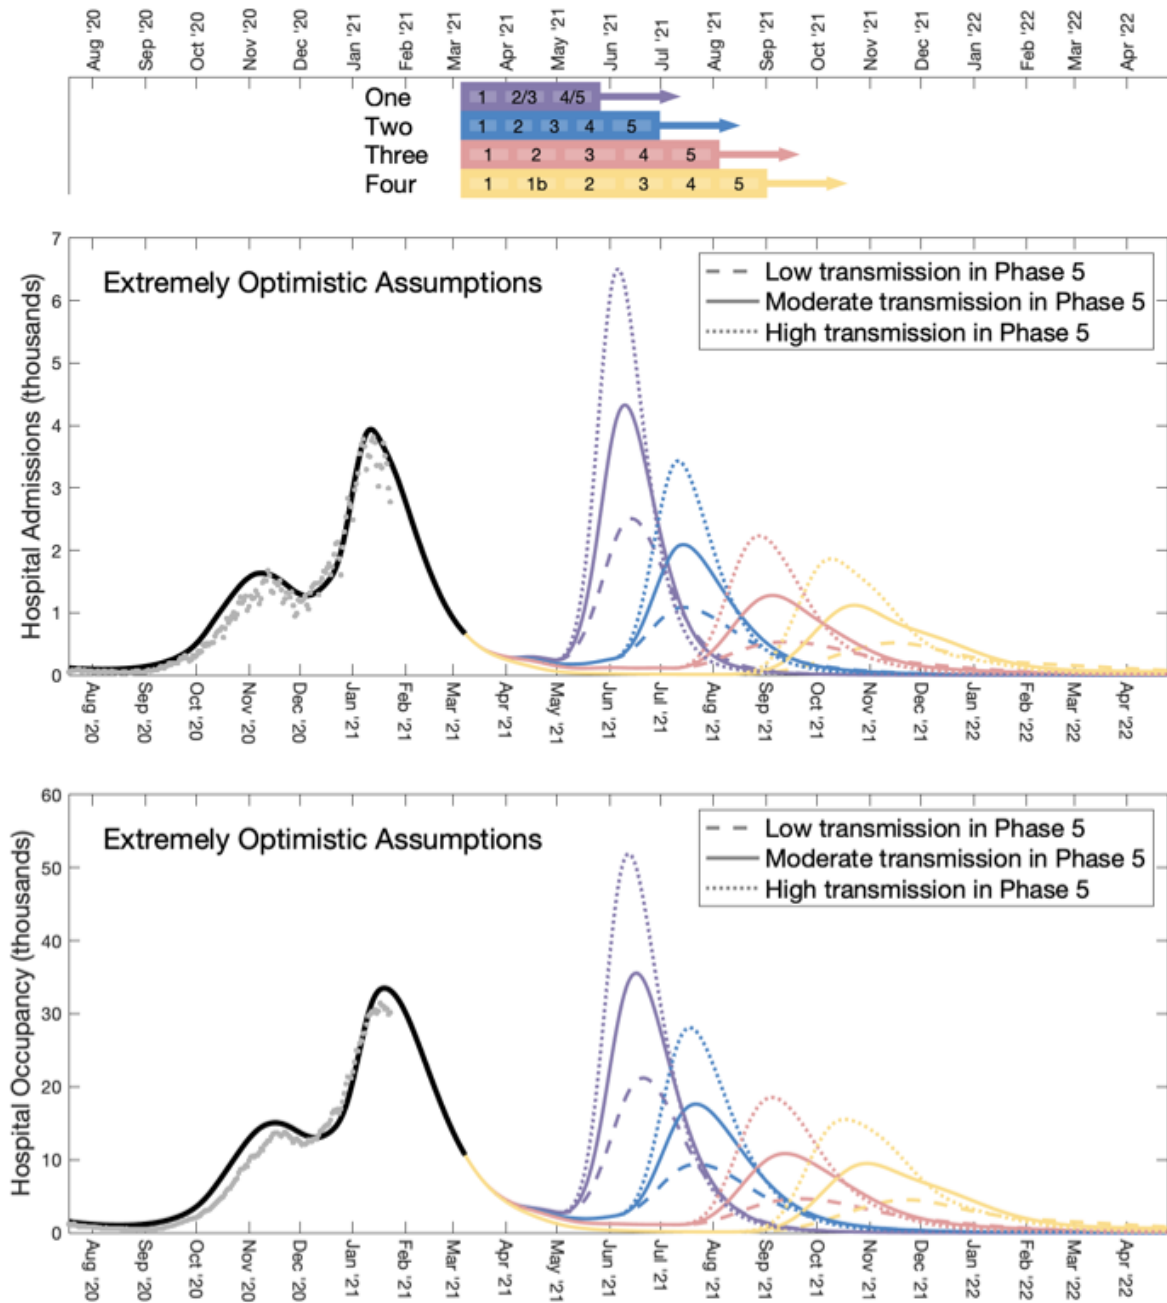 Aug '20 Sep '20 Oct '20 Nov '20 Dec '20 Jan '21 Feb '21 Mar '21 Apr '21 May '21 Jun '21 Jul '21 Aug '21 Sep '21 Oct '21 Nov '21 Dec '21 Jan '22 Feb '22 Mar '22 Apr '22
One 1 2/3 4/5
Two 1 2 3 4 5
Three 1 2 3 4 5
Four 1 1b 2 3 4 5
Hospital Admissions (thousands)
7
6
5
4
3
2
1
0
Extremely Optimistic Assumptions
Low transmission in Phase 5
Moderate transmission in Phase 5
High transmission in Phase 5
Aug '20 Sep '20 Oct '20 Nov '20 Dec '20 Jan '21 Feb '21 Mar '21 Apr '21 May '21 Jun '21 Jul '21 Aug '21 Sep '21 Oct '21 Nov '21 Dec '21 Jan '22 Feb '22 Mar '22 Apr '22
Hospital Occupancy (thousands)
60
50
40
30
20
10
0
Extremely Optimistic Assumptions
Low transmission in Phase 5
Moderate transmission in Phase 5
High transmission in Phase 5
Aug '20 Sep '20 Oct '20 Nov '20 Dec '20 Jan '21 Feb '21 Mar '21 Apr '21 May '21 Jun '21 Jul '21 Aug '21 Sep '21 Oct '21 Nov '21 Dec '21 Jan '22 Feb '22 Mar '22 Apr '22